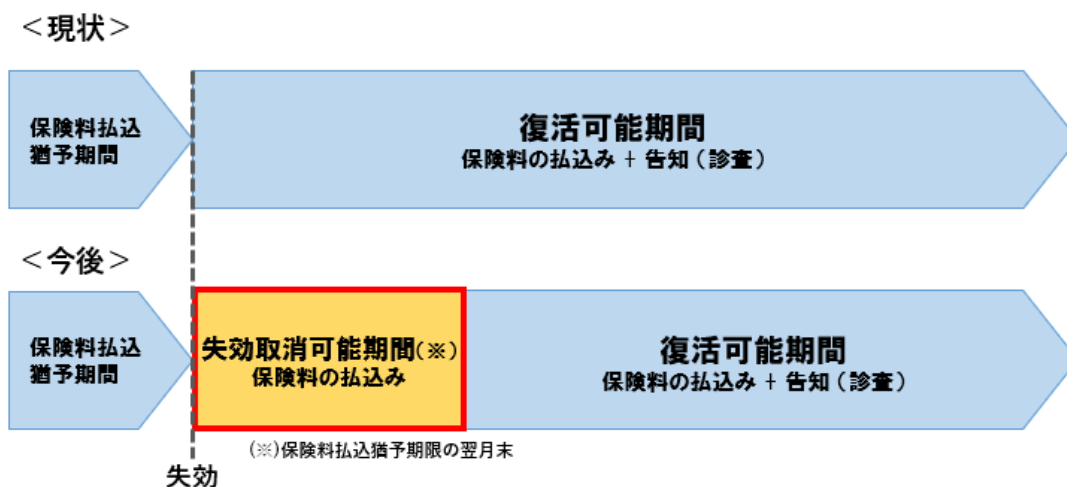 ＜現状＞
保険料払込
猶予期間
復活可能期間
保険料の払込み + 告知（診査）
＜今後＞
保険料払込
猶予期間
失効取消可能期間(※)
保険料の払込み
復活可能期間
保険料の払込み + 告知（診査）
(※)保険料払込猶予期限の翌月末
失効